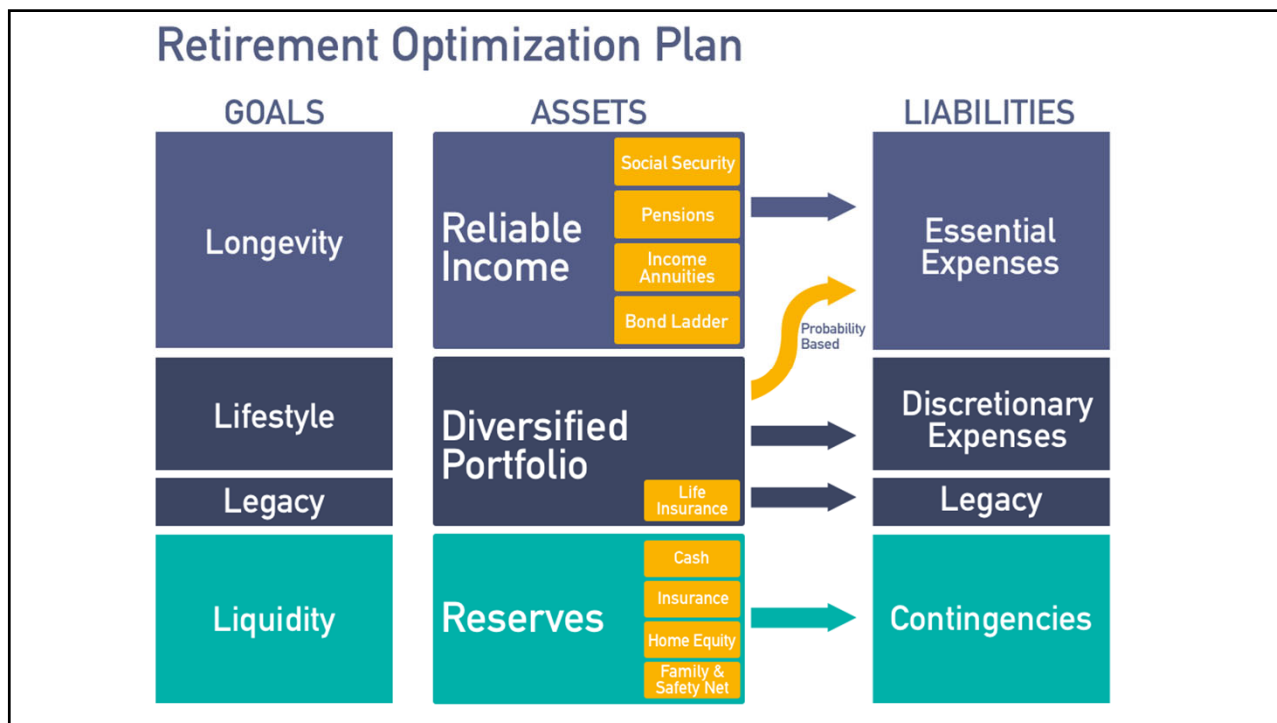 Retirement Optimization Plan
GOALS
ASSETS
LIABILITIES
Longevity
Reliable
Income
Social Security
Pensions
Income
Annuities
Bond Ladder
Essential
Expenses
Probability
Based
Lifestyle
Legacy
Diversified
Portfolio
Life
Insurance
Discretionary
Expenses
Legacy
Liquidity
Reserves
Cash
Insurance
Home Equity
Family &
Safety Net
Contingencies